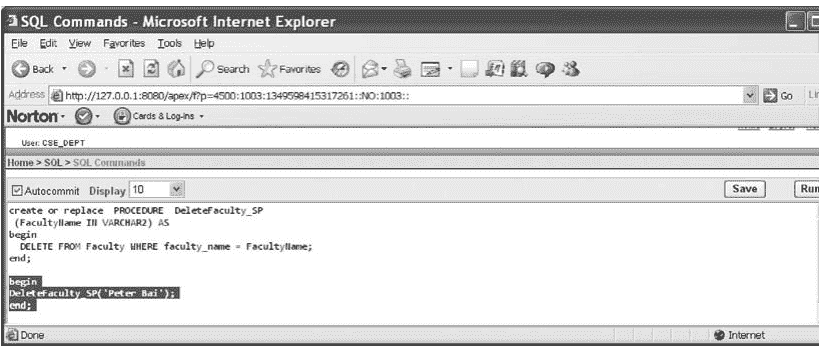 SQL Commands - Microsoft Internet Explorer
File Edit View Favorites Tools Help
Back Search Favorites
Address http://127.0.0.1:8080/apex/f?p=4500:1003:1349598415317261::NO:1003:: Go
Norton Cards & Log-ins
User: CSE_DEPT
Home > SQL > SQL Commands
Autocommit Display 10 Save Run
create or replace PROCEDURE DeleteFaculty_SP
(FacultyName IN VARCHAR2) AS
begin
DELETE FROM Faculty WHERE faculty_name = FacultyName;
end;
begin
DeleteFaculty_SP('Peter Bai');
end;
Done Internet